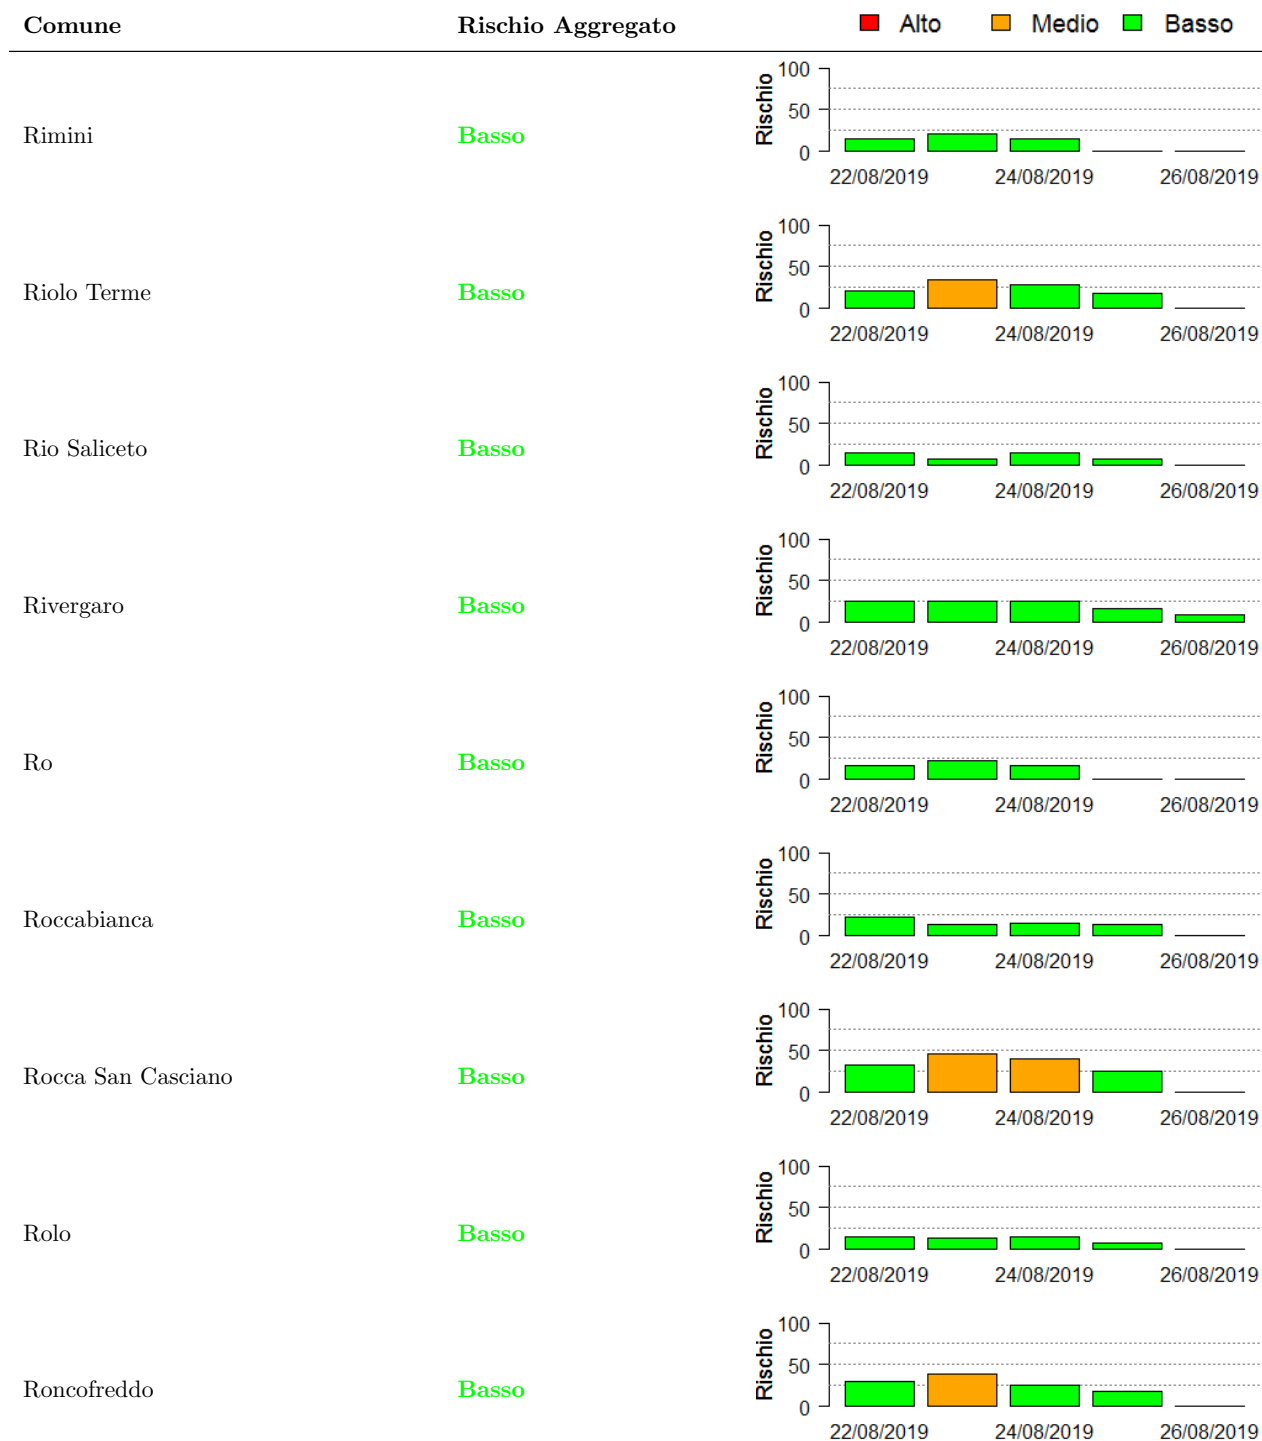 Comune Rischio Aggregato Alto Medio Basso
100
50
0
Rischio
Rimini Basso
22/08/2019 24/08/2019 26/08/2019
100
50
0
Rischio
Riolo Terme Basso
22/08/2019 24/08/2019 26/08/2019
100
50
0
Rischio
Rio Saliceto Basso
22/08/2019 24/08/2019 26/08/2019
100
50
0
Rischio
Rivergaro Basso
22/08/2019 24/08/2019 26/08/2019
100
50
0
Rischio
Ro Basso
22/08/2019 24/08/2019 26/08/2019
100
50
0
Rischio
Roccabianca Basso
22/08/2019 24/08/2019 26/08/2019
100
50
0
Rischio
Rocca San Casciano Basso
22/08/2019 24/08/2019 26/08/2019
100
50
0
Rischio
Rolo Basso
22/08/2019 24/08/2019 26/08/2019
100
50
0
Rischio
Roncofreddo Basso
22/08/2019 24/08/2019 26/08/2019